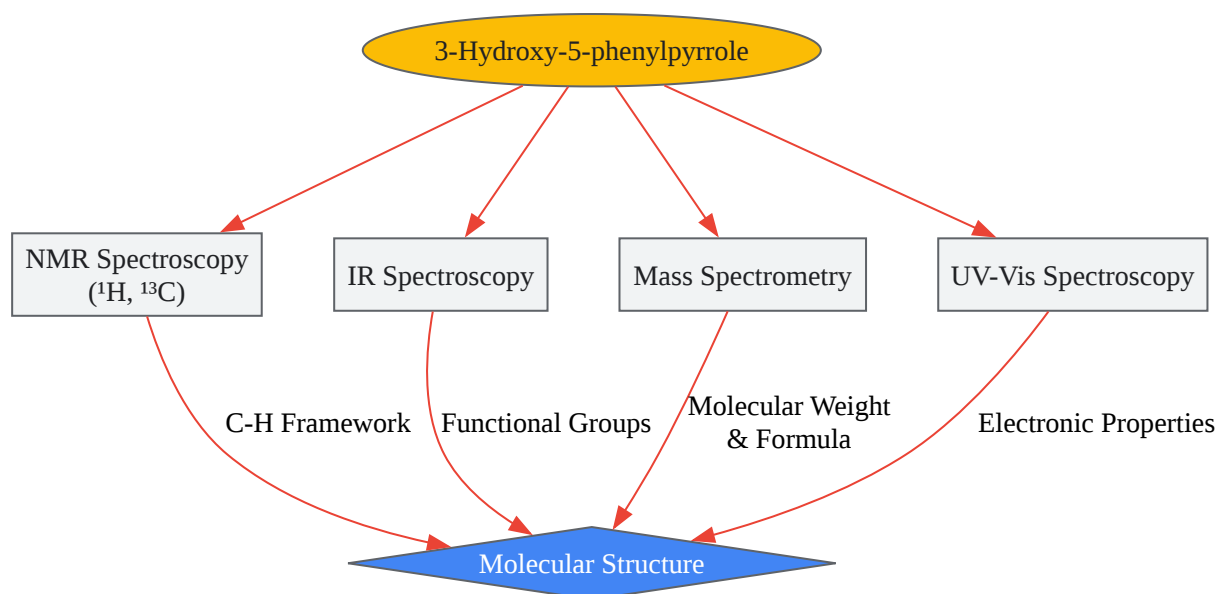 3-Hydroxy-5-phenylpyrrole
NMR Spectroscopy
(¹H, ¹³C)
IR Spectroscopy
Mass Spectrometry
UV-Vis Spectroscopy
C-H Framework
Functional Groups
Molecular Weight
& Formula
Electronic Properties
Molecular Structure